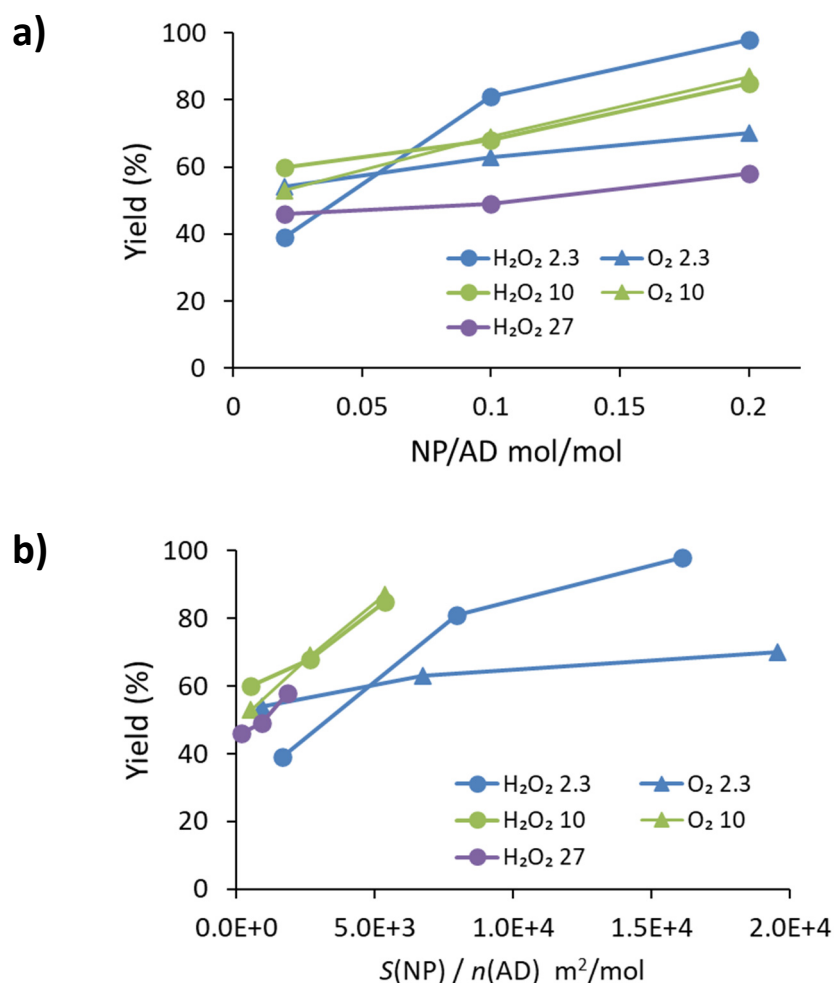 a)
100
80
60
40
20
0
Yield (%)
H₂O₂ 2.3
O₂ 2.3
H₂O₂ 10
O₂ 10
H₂O₂ 27
0
0.05
0.1
0.15
0.2
NP/AD mol/mol
b)
100
80
60
40
20
0
Yield (%)
H₂O₂ 2.3
O₂ 2.3
H₂O₂ 10
O₂ 10
H₂O₂ 27
0.0E+0
5.0E+3
1.0E+4
1.5E+4
2.0E+4
S(NP) / n(AD) m²/mol